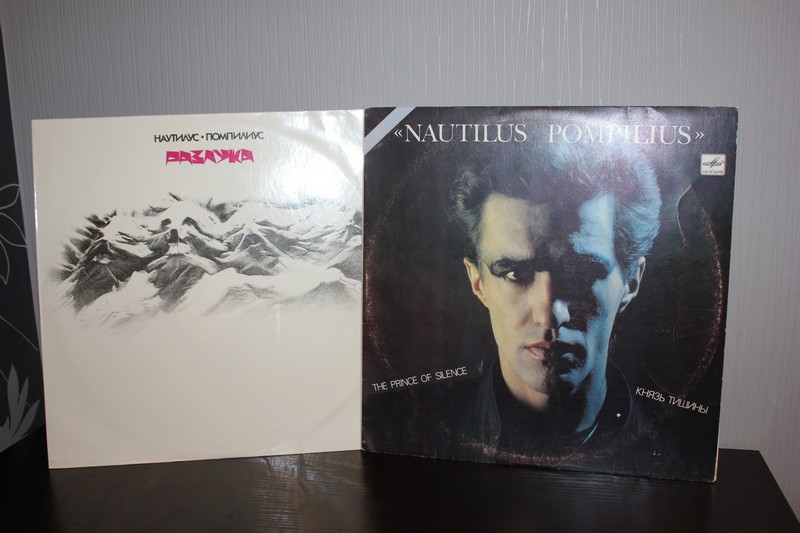 НАУТИЛУС • ПОМПИЛИУС
РАЗЛУКА
«NAUTILUS POMPILIUS»
THE PRINCE OF SILENCE
КНЯЗЬ ТИШИНЫ